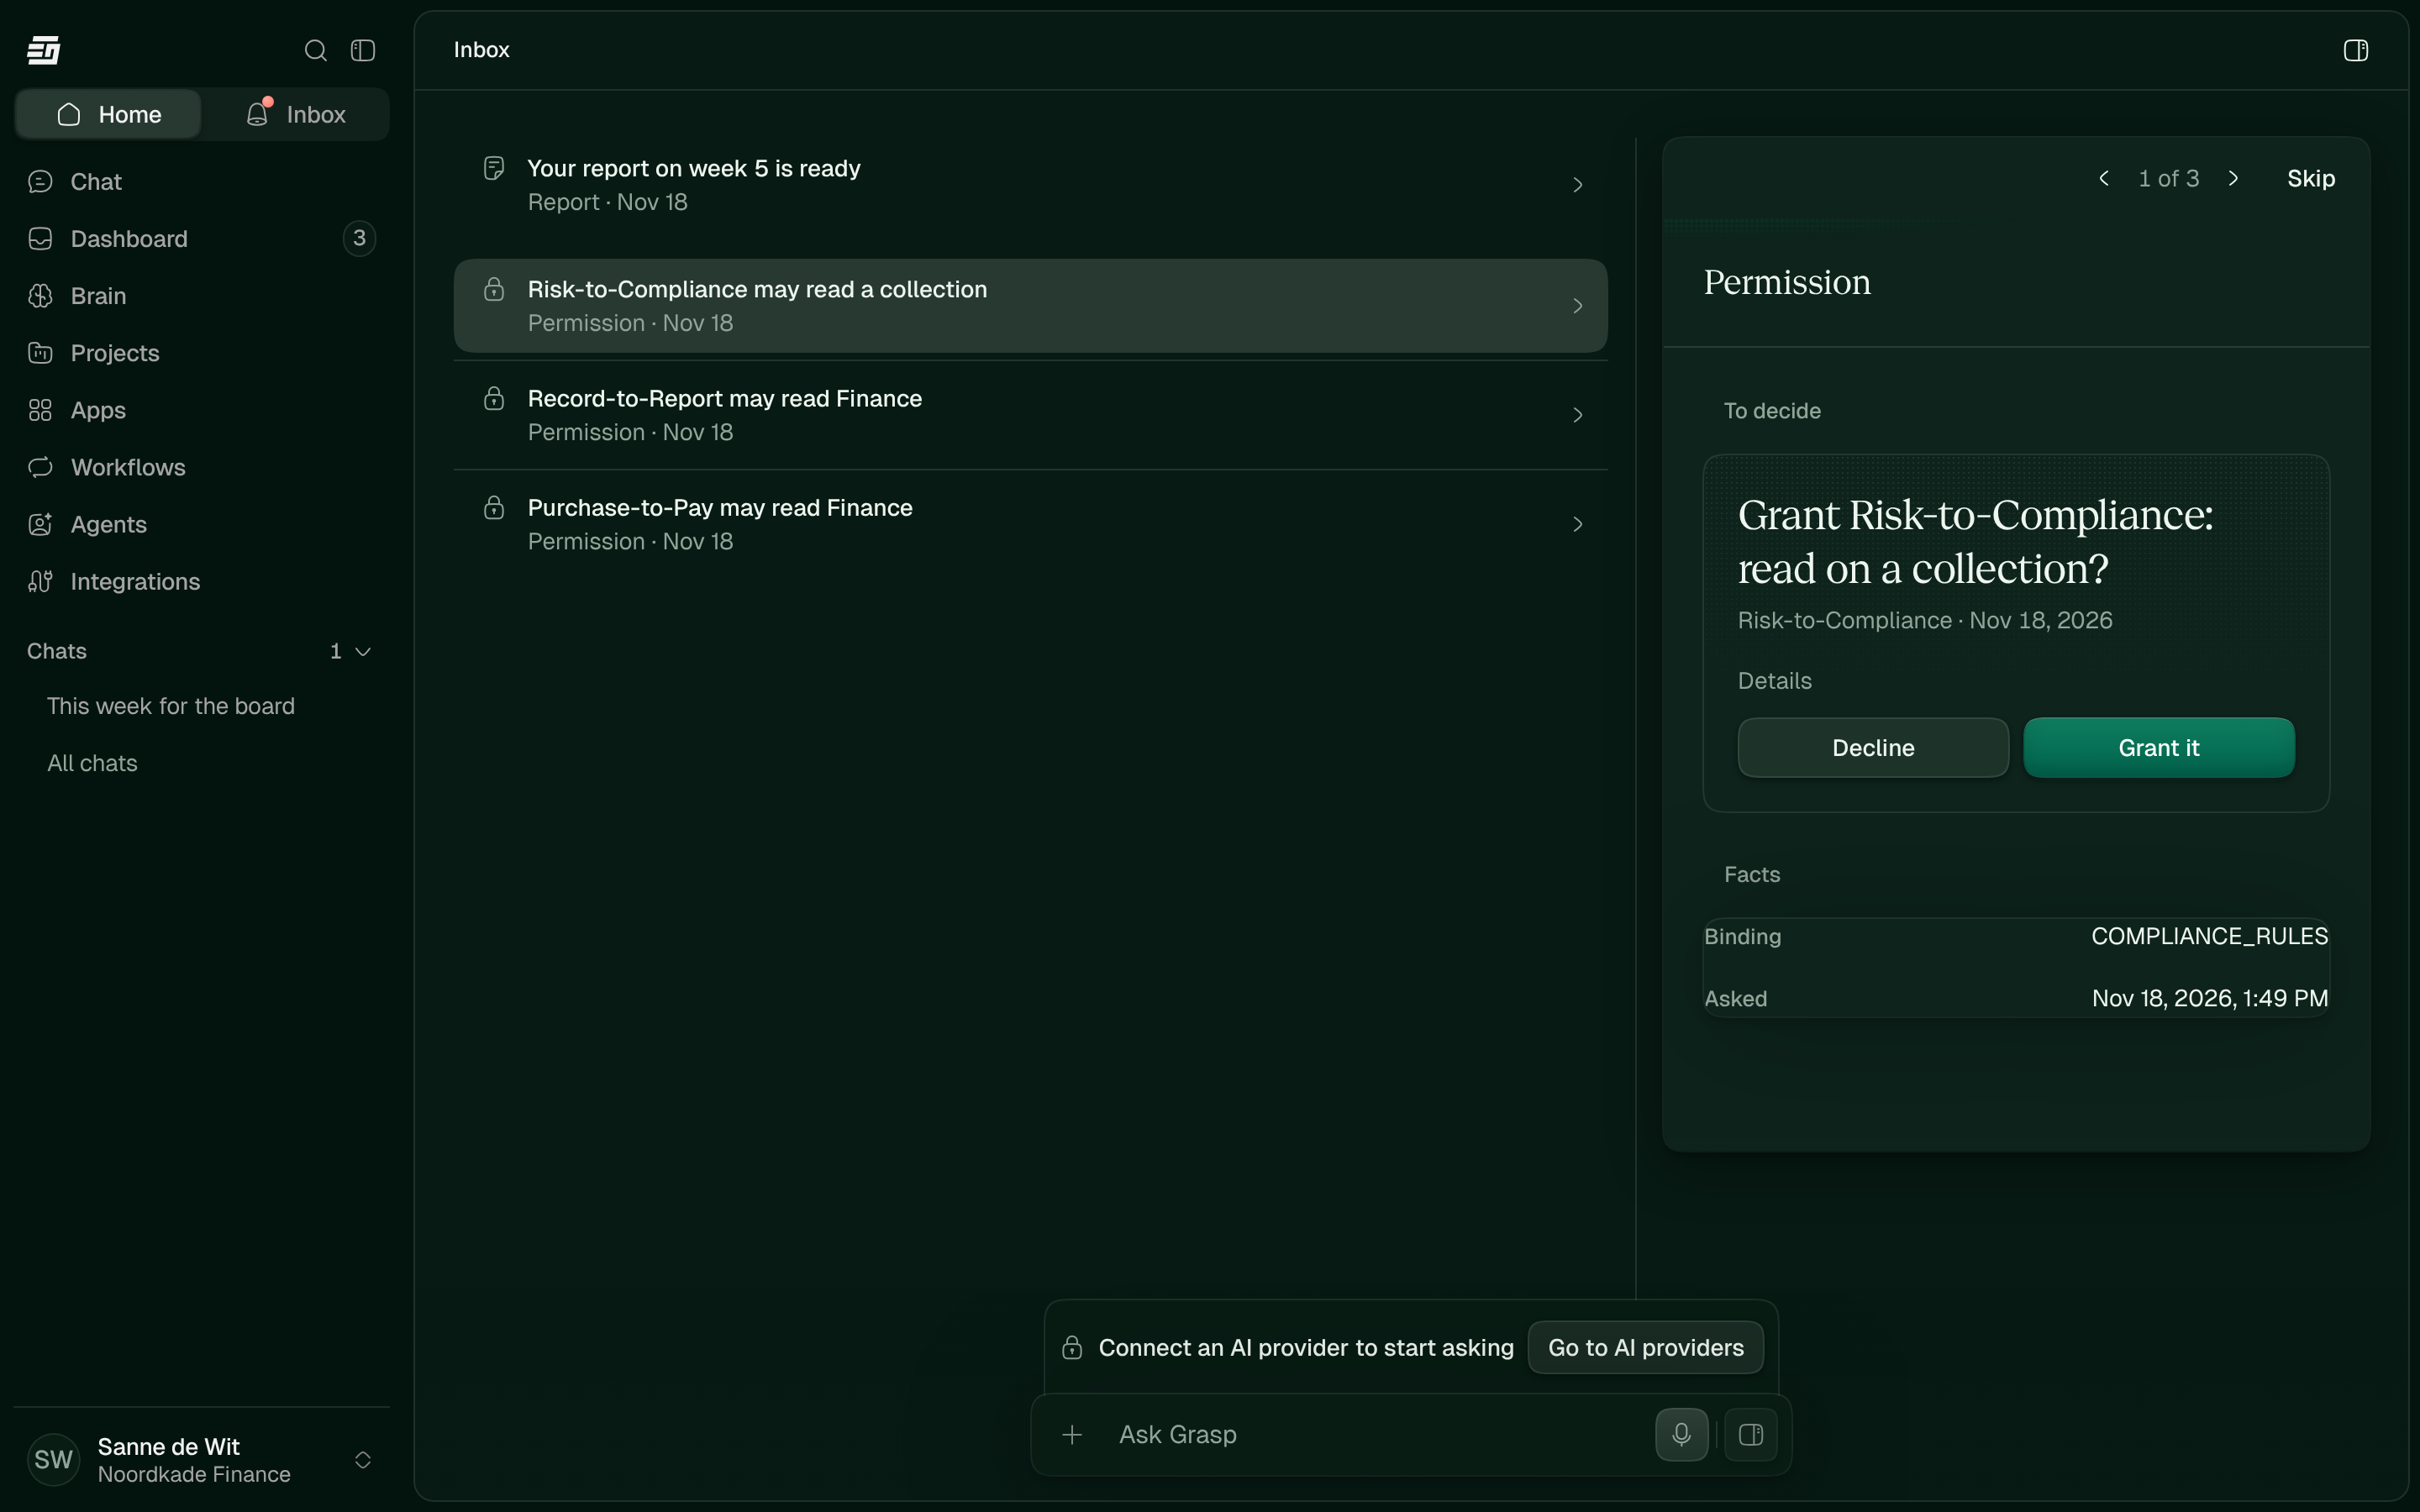 Home
Inbox
Chat
Dashboard
3
Brain
Projects
Apps
Workflows
Agents
Integrations
Chats
1
This week for the board
All chats
SW
Sanne de Wit
Noordkade Finance
Inbox
Your report on week 5 is ready
Report · Nov 18
Risk-to-Compliance may read a collection
Permission · Nov 18
Record-to-Report may read Finance
Permission · Nov 18
Purchase-to-Pay may read Finance
Permission · Nov 18
1 of 3
Skip
Permission
To decide
Grant Risk-to-Compliance:
read on a collection?
Risk-to-Compliance · Nov 18, 2026
Details
Decline
Grant it
Facts
Binding
COMPLIANCE_RULES
Asked
Nov 18, 2026, 1:49 PM
Connect an AI provider to start asking
Go to AI providers
Ask Grasp